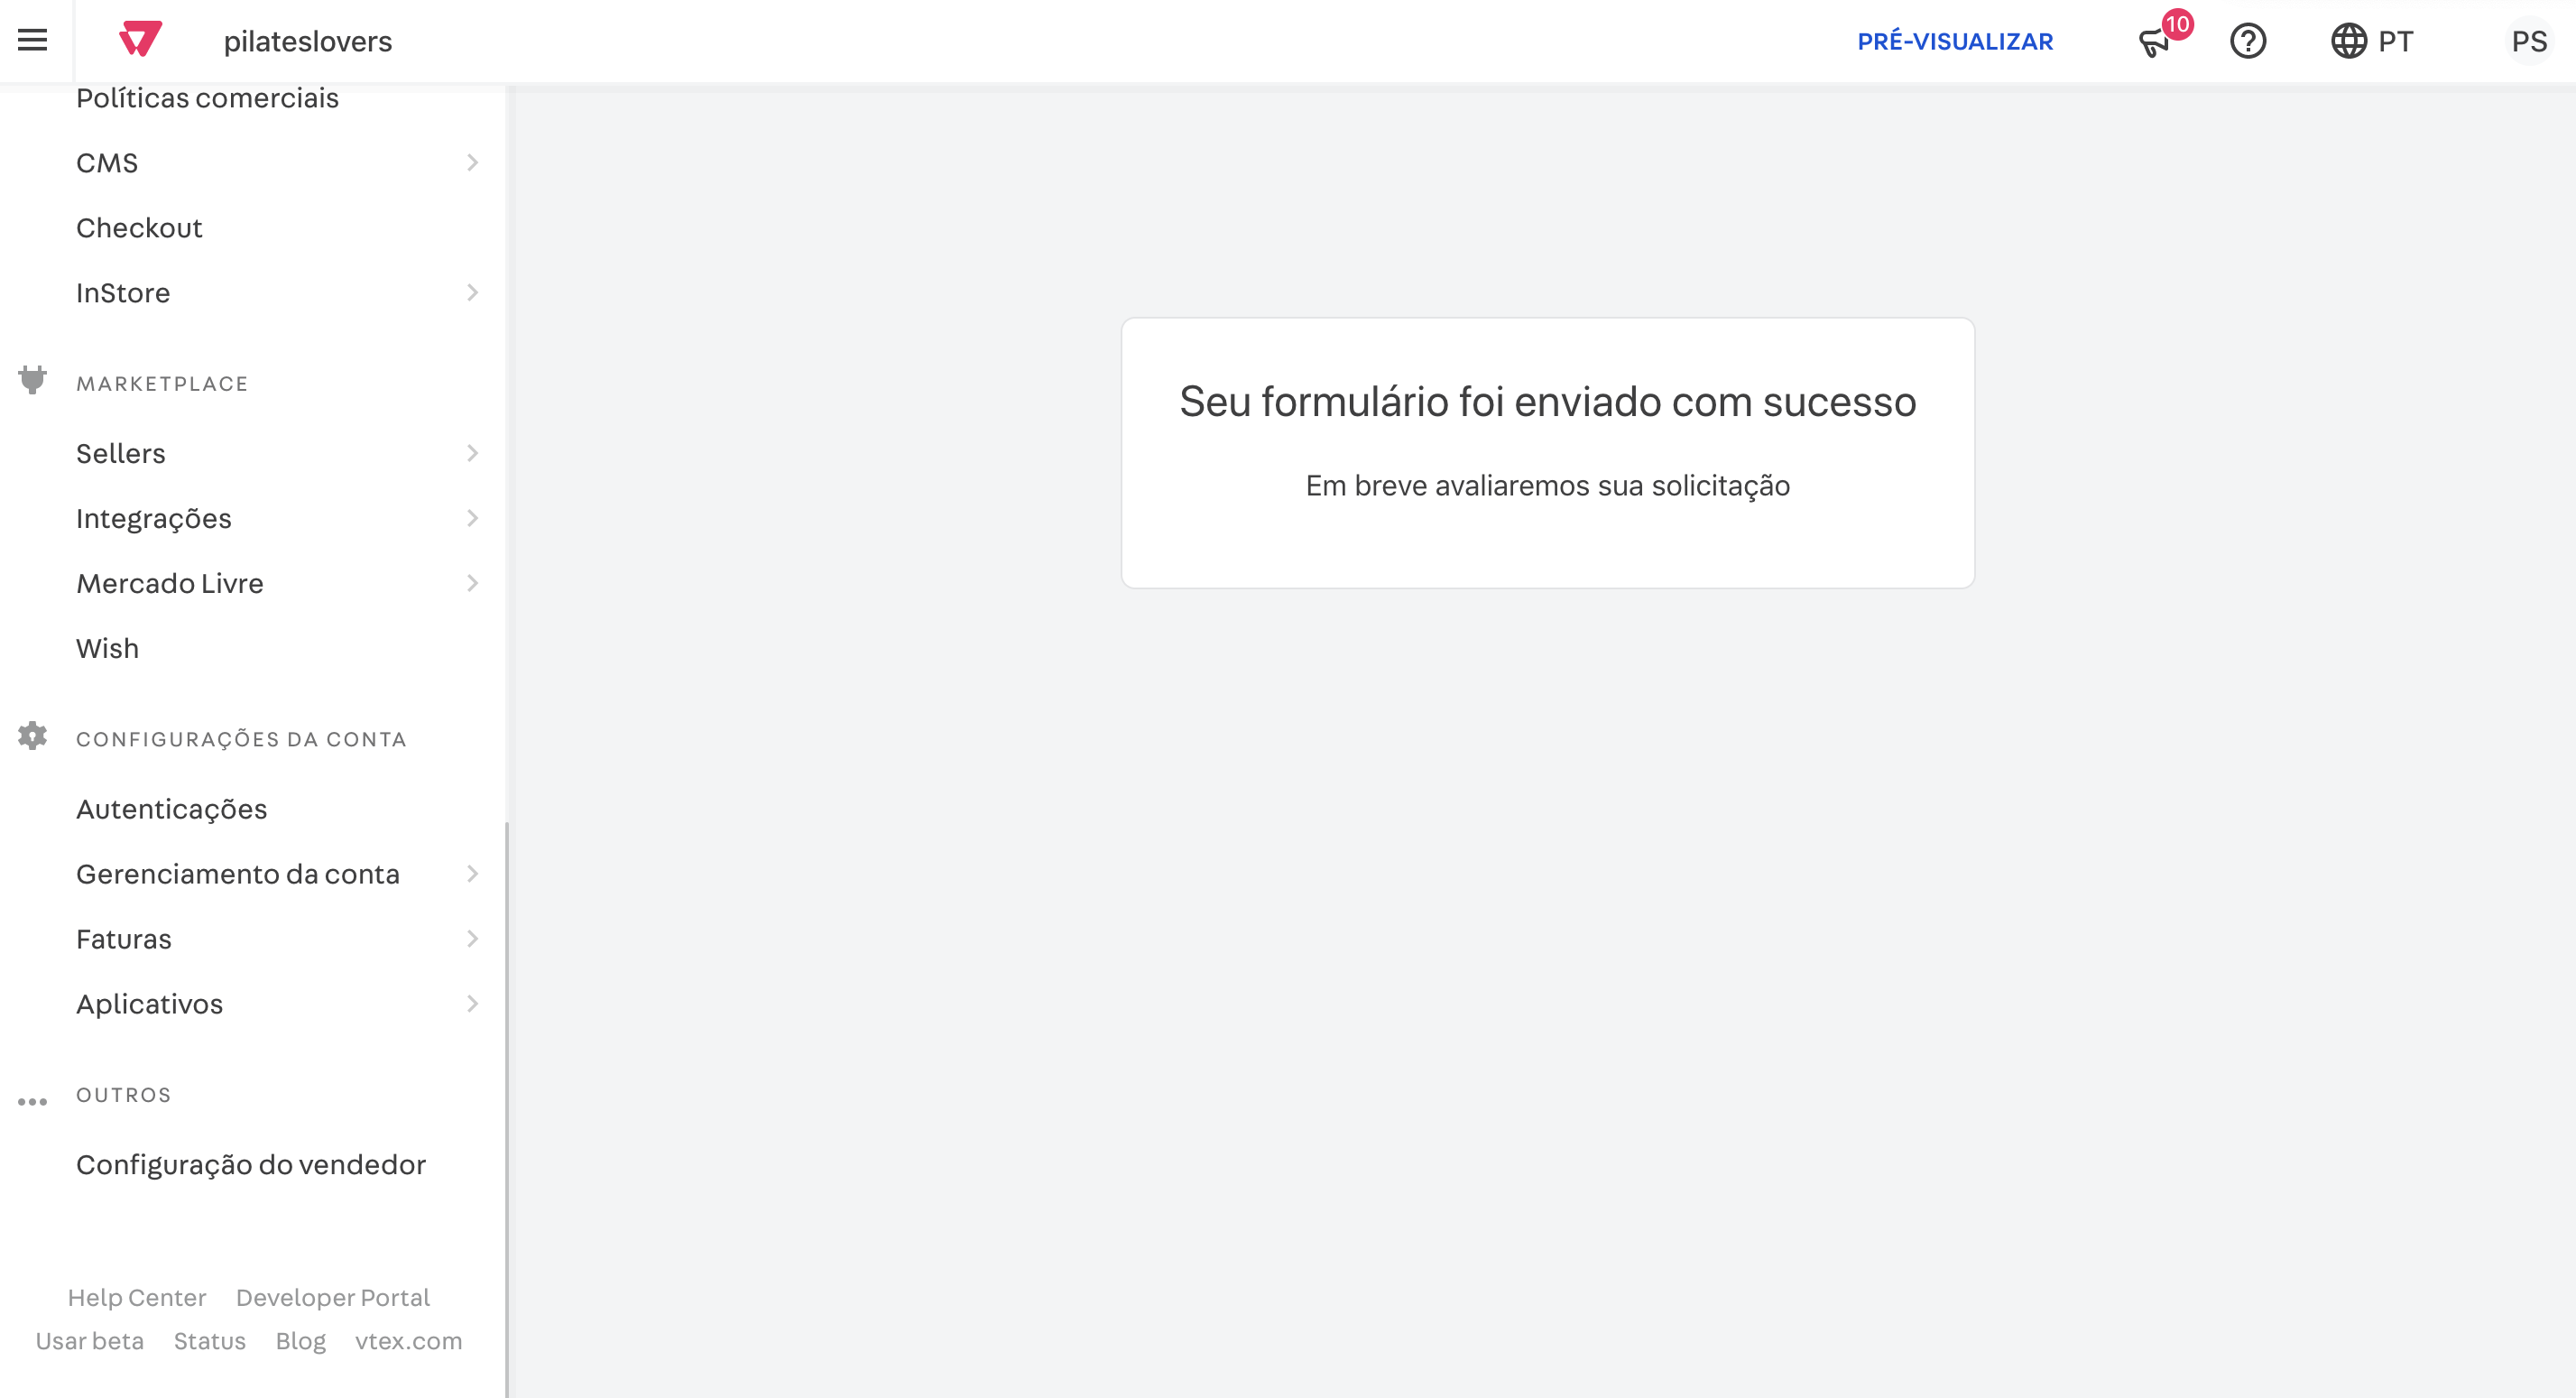 pilateslovers
PRÉ-VISUALIZAR
10
PT
PS
Políticas comerciais
CMS
Checkout
InStore
MARKETPLACE
Sellers
Integrações
Mercado Livre
Wish
CONFIGURAÇÕES DA CONTA
Autenticações
Gerenciamento da conta
Faturas
Aplicativos
OUTROS
Configuração do vendedor
Help Center Developer Portal
Usar beta Status Blog vtex.com
Seu formulário foi enviado com sucesso
Em breve avaliaremos sua solicitação